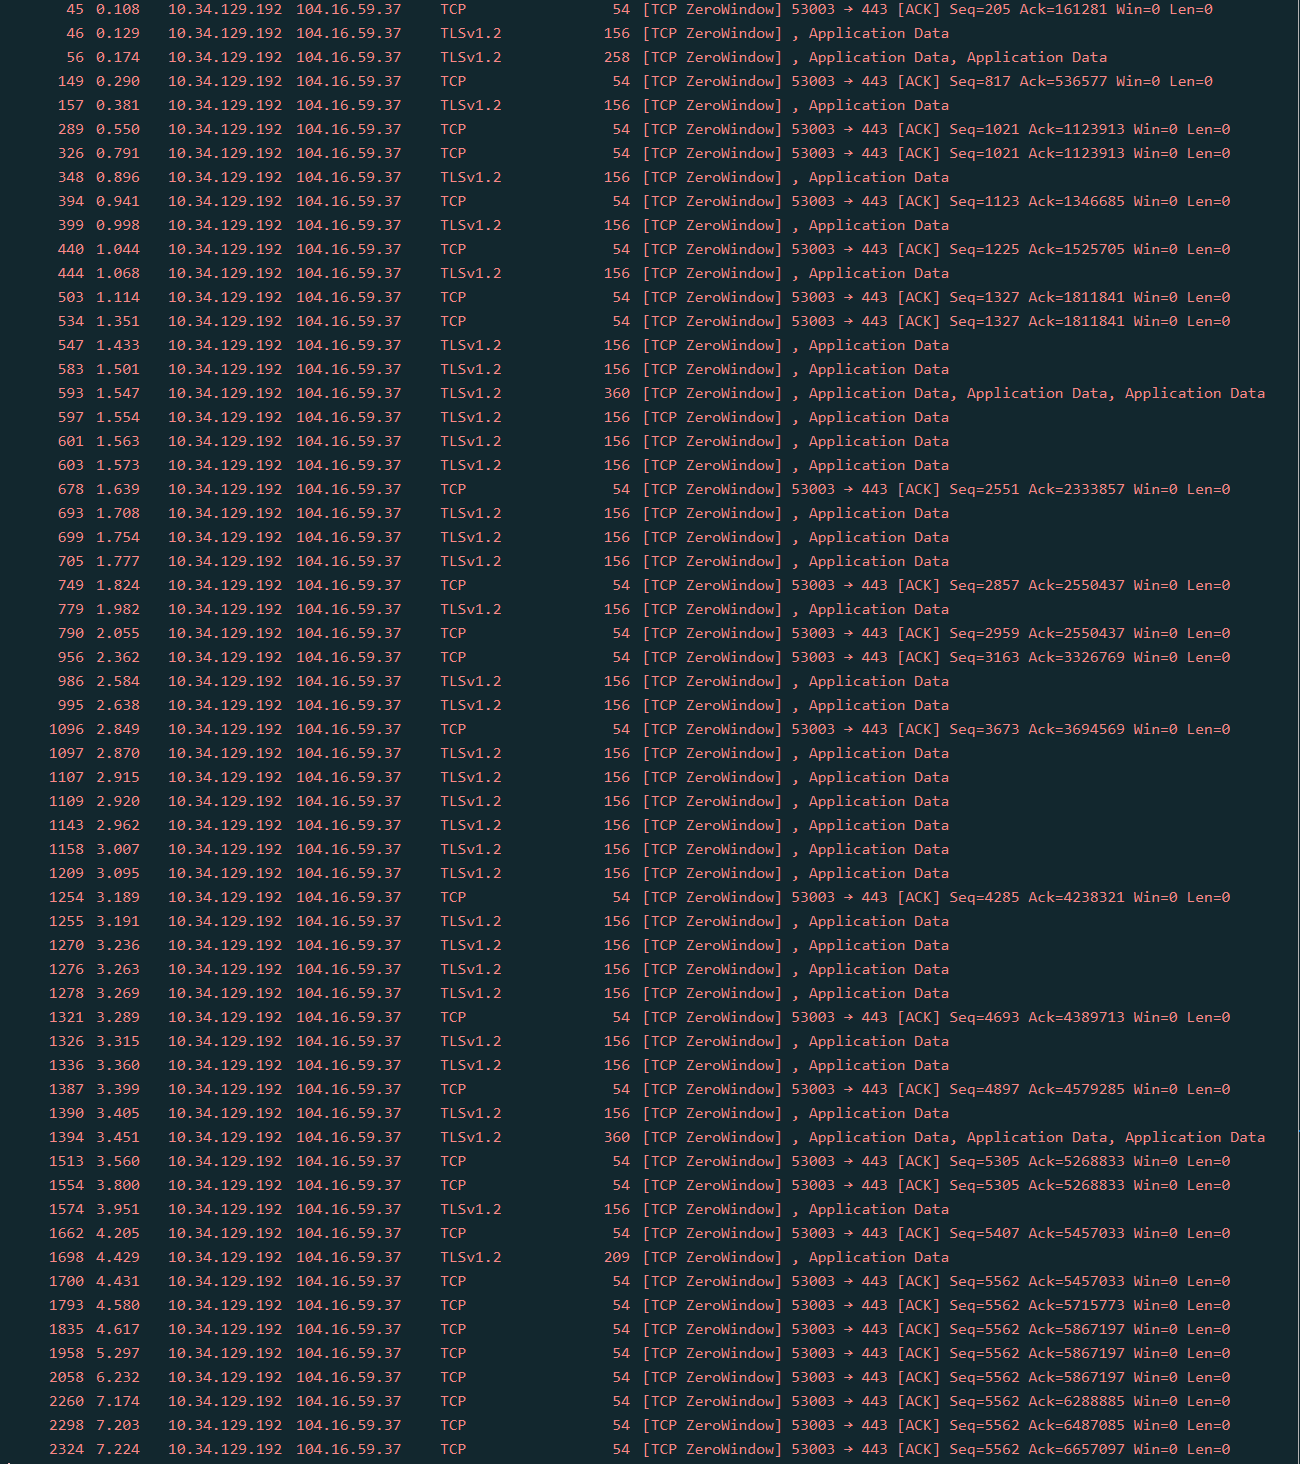 45 0.108 10.34.129.192 104.16.59.37 TCP 54 [TCP ZeroWindow] 53003 → 443 [ACK] Seq=205 Ack=161281 Win=0 Len=0
46 0.129 10.34.129.192 104.16.59.37 TLSv1.2 156 [TCP ZeroWindow] , Application Data
56 0.174 10.34.129.192 104.16.59.37 TLSv1.2 258 [TCP ZeroWindow] , Application Data, Application Data
149 0.290 10.34.129.192 104.16.59.37 TCP 54 [TCP ZeroWindow] 53003 → 443 [ACK] Seq=817 Ack=536577 Win=0 Len=0
157 0.381 10.34.129.192 104.16.59.37 TLSv1.2 156 [TCP ZeroWindow] , Application Data
289 0.550 10.34.129.192 104.16.59.37 TCP 54 [TCP ZeroWindow] 53003 → 443 [ACK] Seq=1021 Ack=1123913 Win=0 Len=0
326 0.791 10.34.129.192 104.16.59.37 TCP 54 [TCP ZeroWindow] 53003 → 443 [ACK] Seq=1021 Ack=1123913 Win=0 Len=0
348 0.896 10.34.129.192 104.16.59.37 TLSv1.2 156 [TCP ZeroWindow] , Application Data
394 0.941 10.34.129.192 104.16.59.37 TCP 54 [TCP ZeroWindow] 53003 → 443 [ACK] Seq=1123 Ack=1346685 Win=0 Len=0
399 0.998 10.34.129.192 104.16.59.37 TLSv1.2 156 [TCP ZeroWindow] , Application Data
440 1.044 10.34.129.192 104.16.59.37 TCP 54 [TCP ZeroWindow] 53003 → 443 [ACK] Seq=1225 Ack=1525705 Win=0 Len=0
444 1.068 10.34.129.192 104.16.59.37 TLSv1.2 156 [TCP ZeroWindow] , Application Data
503 1.114 10.34.129.192 104.16.59.37 TCP 54 [TCP ZeroWindow] 53003 → 443 [ACK] Seq=1327 Ack=1811841 Win=0 Len=0
534 1.351 10.34.129.192 104.16.59.37 TCP 54 [TCP ZeroWindow] 53003 → 443 [ACK] Seq=1327 Ack=1811841 Win=0 Len=0
547 1.433 10.34.129.192 104.16.59.37 TLSv1.2 156 [TCP ZeroWindow] , Application Data
583 1.501 10.34.129.192 104.16.59.37 TLSv1.2 156 [TCP ZeroWindow] , Application Data
593 1.547 10.34.129.192 104.16.59.37 TLSv1.2 360 [TCP ZeroWindow] , Application Data, Application Data, Application Data
597 1.554 10.34.129.192 104.16.59.37 TLSv1.2 156 [TCP ZeroWindow] , Application Data
601 1.563 10.34.129.192 104.16.59.37 TLSv1.2 156 [TCP ZeroWindow] , Application Data
603 1.573 10.34.129.192 104.16.59.37 TLSv1.2 156 [TCP ZeroWindow] , Application Data
678 1.639 10.34.129.192 104.16.59.37 TCP 54 [TCP ZeroWindow] 53003 → 443 [ACK] Seq=2551 Ack=2333857 Win=0 Len=0
693 1.708 10.34.129.192 104.16.59.37 TLSv1.2 156 [TCP ZeroWindow] , Application Data
699 1.754 10.34.129.192 104.16.59.37 TLSv1.2 156 [TCP ZeroWindow] , Application Data
705 1.777 10.34.129.192 104.16.59.37 TLSv1.2 156 [TCP ZeroWindow] , Application Data
749 1.824 10.34.129.192 104.16.59.37 TCP 54 [TCP ZeroWindow] 53003 → 443 [ACK] Seq=2857 Ack=2550437 Win=0 Len=0
779 1.982 10.34.129.192 104.16.59.37 TLSv1.2 156 [TCP ZeroWindow] , Application Data
790 2.055 10.34.129.192 104.16.59.37 TCP 54 [TCP ZeroWindow] 53003 → 443 [ACK] Seq=2959 Ack=2550437 Win=0 Len=0
956 2.362 10.34.129.192 104.16.59.37 TCP 54 [TCP ZeroWindow] 53003 → 443 [ACK] Seq=3163 Ack=3326769 Win=0 Len=0
986 2.584 10.34.129.192 104.16.59.37 TLSv1.2 156 [TCP ZeroWindow] , Application Data
995 2.638 10.34.129.192 104.16.59.37 TLSv1.2 156 [TCP ZeroWindow] , Application Data
1096 2.849 10.34.129.192 104.16.59.37 TCP 54 [TCP ZeroWindow] 53003 → 443 [ACK] Seq=3673 Ack=3694569 Win=0 Len=0
1097 2.870 10.34.129.192 104.16.59.37 TLSv1.2 156 [TCP ZeroWindow] , Application Data
1107 2.915 10.34.129.192 104.16.59.37 TLSv1.2 156 [TCP ZeroWindow] , Application Data
1109 2.920 10.34.129.192 104.16.59.37 TLSv1.2 156 [TCP ZeroWindow] , Application Data
1143 2.962 10.34.129.192 104.16.59.37 TLSv1.2 156 [TCP ZeroWindow] , Application Data
1158 3.007 10.34.129.192 104.16.59.37 TLSv1.2 156 [TCP ZeroWindow] , Application Data
1209 3.095 10.34.129.192 104.16.59.37 TLSv1.2 156 [TCP ZeroWindow] , Application Data
1254 3.189 10.34.129.192 104.16.59.37 TCP 54 [TCP ZeroWindow] 53003 → 443 [ACK] Seq=4285 Ack=4238321 Win=0 Len=0
1255 3.191 10.34.129.192 104.16.59.37 TLSv1.2 156 [TCP ZeroWindow] , Application Data
1270 3.236 10.34.129.192 104.16.59.37 TLSv1.2 156 [TCP ZeroWindow] , Application Data
1276 3.263 10.34.129.192 104.16.59.37 TLSv1.2 156 [TCP ZeroWindow] , Application Data
1278 3.269 10.34.129.192 104.16.59.37 TLSv1.2 156 [TCP ZeroWindow] , Application Data
1321 3.289 10.34.129.192 104.16.59.37 TCP 54 [TCP ZeroWindow] 53003 → 443 [ACK] Seq=4693 Ack=4389713 Win=0 Len=0
1326 3.315 10.34.129.192 104.16.59.37 TLSv1.2 156 [TCP ZeroWindow] , Application Data
1336 3.360 10.34.129.192 104.16.59.37 TLSv1.2 156 [TCP ZeroWindow] , Application Data
1387 3.399 10.34.129.192 104.16.59.37 TCP 54 [TCP ZeroWindow] 53003 → 443 [ACK] Seq=4897 Ack=4579285 Win=0 Len=0
1390 3.405 10.34.129.192 104.16.59.37 TLSv1.2 156 [TCP ZeroWindow] , Application Data
1394 3.451 10.34.129.192 104.16.59.37 TLSv1.2 360 [TCP ZeroWindow] , Application Data, Application Data, Application Data
1513 3.560 10.34.129.192 104.16.59.37 TCP 54 [TCP ZeroWindow] 53003 → 443 [ACK] Seq=5305 Ack=5268833 Win=0 Len=0
1554 3.800 10.34.129.192 104.16.59.37 TCP 54 [TCP ZeroWindow] 53003 → 443 [ACK] Seq=5305 Ack=5268833 Win=0 Len=0
1574 3.951 10.34.129.192 104.16.59.37 TLSv1.2 156 [TCP ZeroWindow] , Application Data
1662 4.205 10.34.129.192 104.16.59.37 TCP 54 [TCP ZeroWindow] 53003 → 443 [ACK] Seq=5407 Ack=5457033 Win=0 Len=0
1698 4.429 10.34.129.192 104.16.59.37 TLSv1.2 209 [TCP ZeroWindow] , Application Data
1700 4.431 10.34.129.192 104.16.59.37 TCP 54 [TCP ZeroWindow] 53003 → 443 [ACK] Seq=5562 Ack=5457033 Win=0 Len=0
1793 4.580 10.34.129.192 104.16.59.37 TCP 54 [TCP ZeroWindow] 53003 → 443 [ACK] Seq=5562 Ack=5715773 Win=0 Len=0
1835 4.617 10.34.129.192 104.16.59.37 TCP 54 [TCP ZeroWindow] 53003 → 443 [ACK] Seq=5562 Ack=5867197 Win=0 Len=0
1958 5.297 10.34.129.192 104.16.59.37 TCP 54 [TCP ZeroWindow] 53003 → 443 [ACK] Seq=5562 Ack=5867197 Win=0 Len=0
2058 6.232 10.34.129.192 104.16.59.37 TCP 54 [TCP ZeroWindow] 53003 → 443 [ACK] Seq=5562 Ack=5867197 Win=0 Len=0
2260 7.174 10.34.129.192 104.16.59.37 TCP 54 [TCP ZeroWindow] 53003 → 443 [ACK] Seq=5562 Ack=6288885 Win=0 Len=0
2298 7.203 10.34.129.192 104.16.59.37 TCP 54 [TCP ZeroWindow] 53003 → 443 [ACK] Seq=5562 Ack=6487085 Win=0 Len=0
2324 7.224 10.34.129.192 104.16.59.37 TCP 54 [TCP ZeroWindow] 53003 → 443 [ACK] Seq=5562 Ack=6657097 Win=0 Len=0